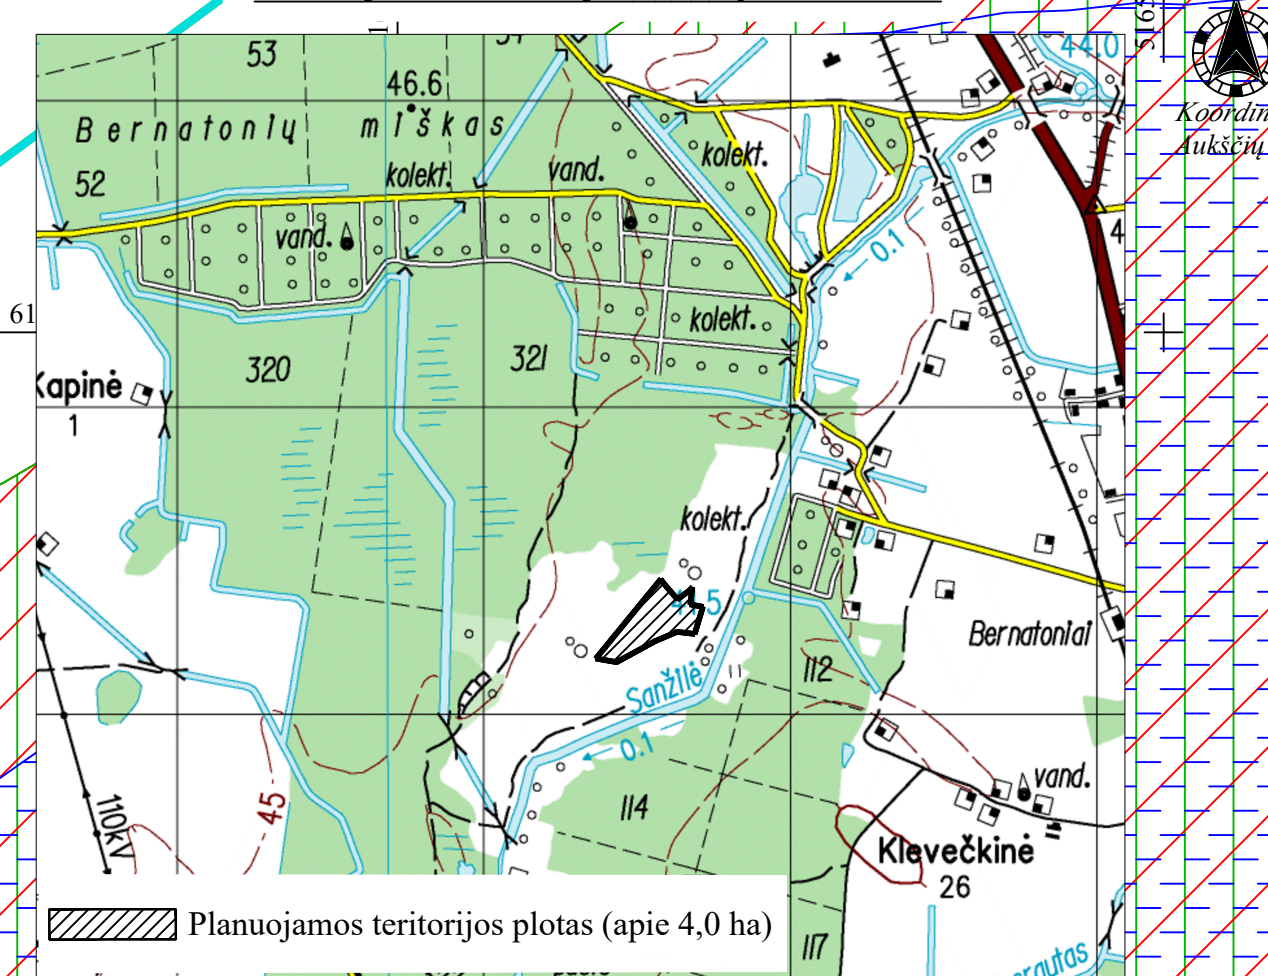 53
46.6
44.0
5165
Bernatonių miškas
52
kolekt.
vand.
kolekt.
Aukščių
vand.
0.1
4
61
kolekt.
320
321
Kapinė
1
kolekt.
Bernatoniai
112
Sanžilė
0.1
45
110kV
114
vand.
Klevečkinė
26
117
Planuojamos teritorijos plotas (apie 4,0 ha)